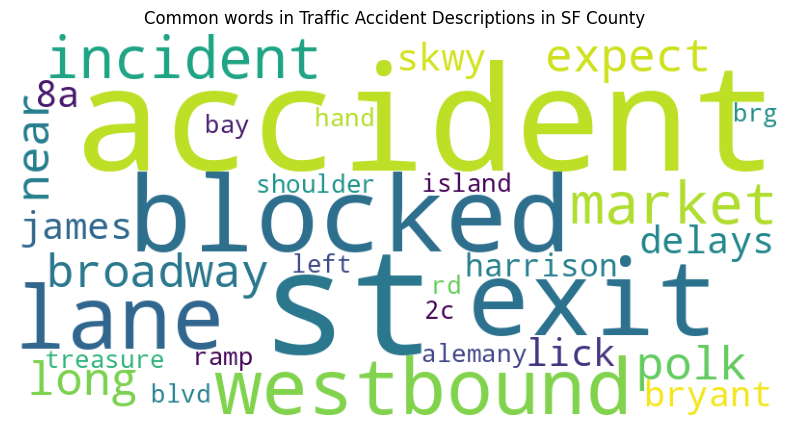 Common words in Traffic Accident Descriptions in SF County
incident
skwy
expect
8a
accident
near
bay
hand
brg
blocked
shoulder
island
market
james
delays
broadway
left
st
harrison
exit
lane
rd
2c
treasure
ramp
alemany
lick
polk
long
blvd
westbound
bryant